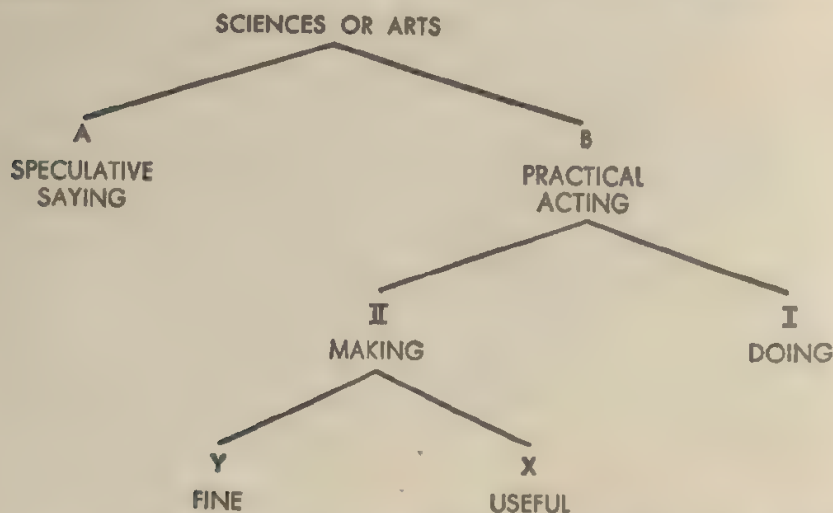 SCIENCES OR ARTS
A
SPECULATIVE
SAYING
B
PRACTICAL
ACTING
II
MAKING
I
DOING
Y
FINE
X
USEFUL